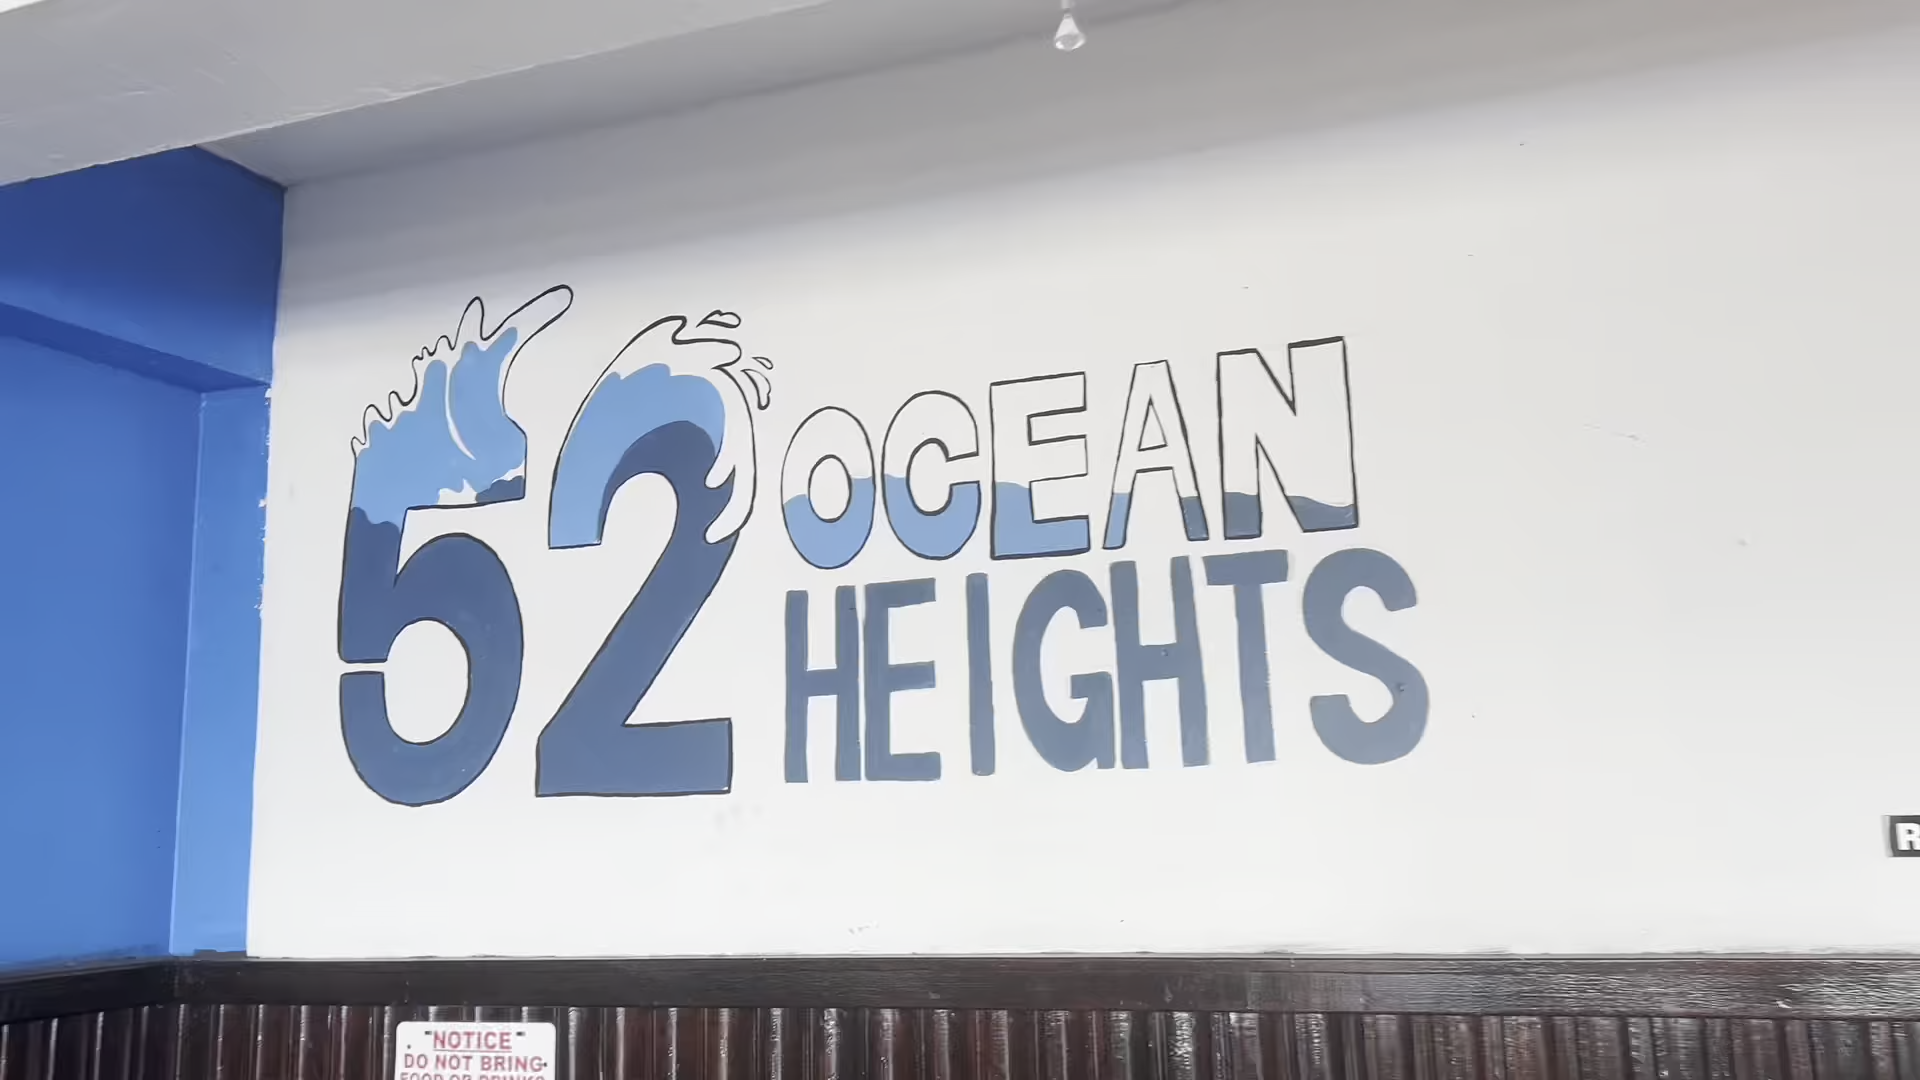 52 OCEAN
HEIGHTS
"NOTICE"
DO NOT BRING
FOOD OR DRINKS